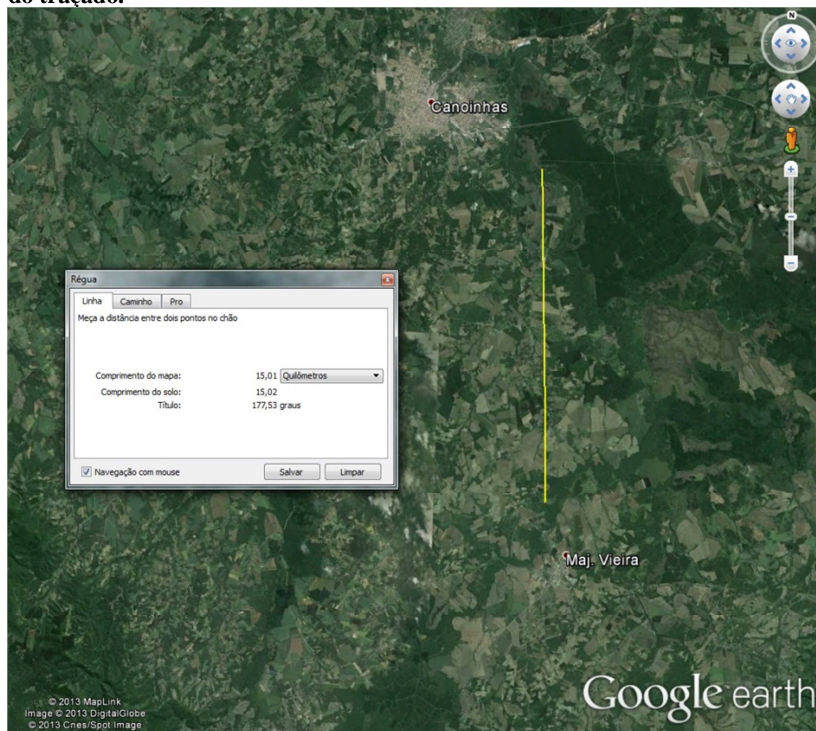 do traçado.
N
Canoinhas
Régua
Linha Caminho Pro
Meça a distância entre dois pontos no chão
Comprimento do mapa: 15,01 Quilômetros
Comprimento do solo: 15,02
Título: 177,53 graus
Navegação com mouse Salvar Limpar
Maj. Vieira
© 2013 MapLink
Image © 2013 DigitalGlobe
© 2013 Cnes/Spot Image
Google earth